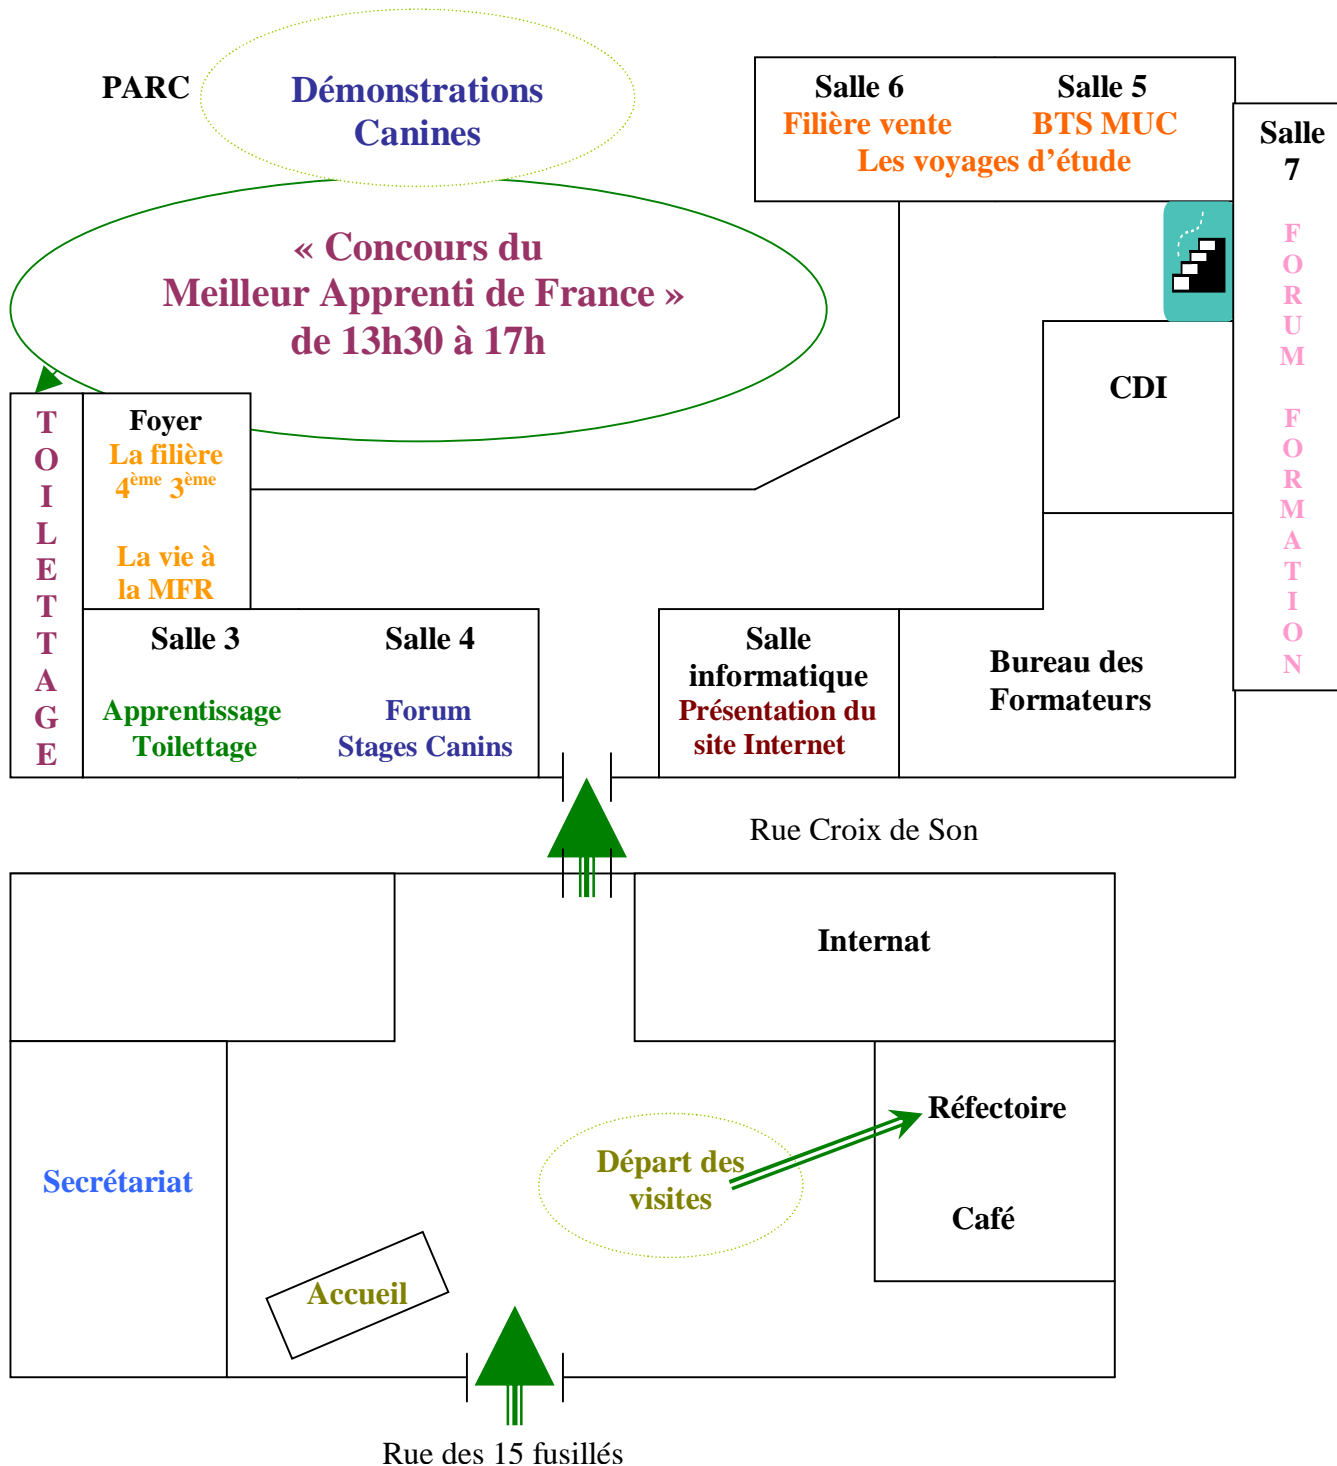 PARC
Démonstrations
Canines
Salle 6
Filière vente
Salle 5
BTS MUC
Les voyages d’étude
Salle
7
FORUM FORMATION
« Concours du
Meilleur Apprenti de France »
de 13h30 à 17h
CDI
TOILETTAGE
Foyer
La filière
4ème 3ème
La vie à
la MFR
Salle 3
Apprentissage
Toilettage
Salle 4
Forum
Stages Canins
Salle
informatique
Présentation du
site Internet
Bureau des
Formateurs
Rue Croix de Son
Internat
Réfectoire
Café
Départ des
visites
Secrétariat
Accueil
Rue des 15 fusillés